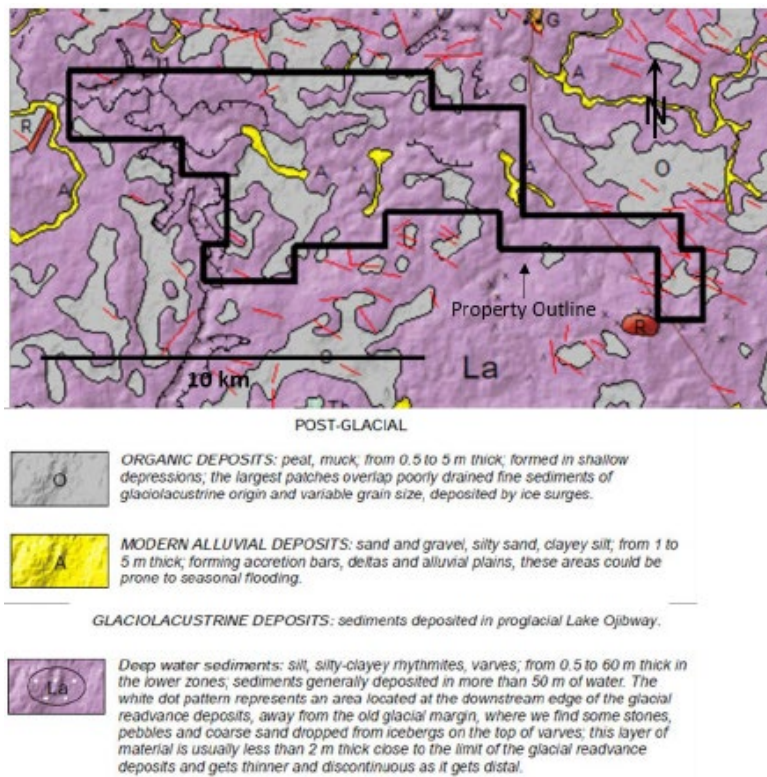 2
G
A
A
R
N
A
O
A
A
A
Property Outline
R
La
O
10 km
Th
POST-GLACIAL
O
ORGANIC DEPOSITS: peat, muck; from 0.5 to 5 m thick; formed in shallow
depressions; the largest patches overlap poorly drained fine sediments of
glaciolacustrine origin and variable grain size, deposited by ice surges.
A
MODERN ALLUVIAL DEPOSITS: sand and gravel, silty sand, clayey silt; from 1 to
5 m thick; forming accretion bars, deltas and alluvial plains, these areas could be
prone to seasonal flooding.
GLACIOLACUSTRINE DEPOSITS: sediments deposited in proglacial Lake Ojibway.
La
Deep water sediments: silt, silty-clayey rhythmites, varves; from 0.5 to 60 m thick in
the lower zones; sediments generally deposited in more than 50 m of water. The
white dot pattern represents an area located at the downstream edge of the glacial
readvance deposits, away from the old glacial margin, where we find some stones,
pebbles and coarse sand dropped from icebergs on the top of varves; this layer of
material is usually less than 2 m thick close to the limit of the glacial readvance
deposits and gets thinner and discontinuous as it gets distal.